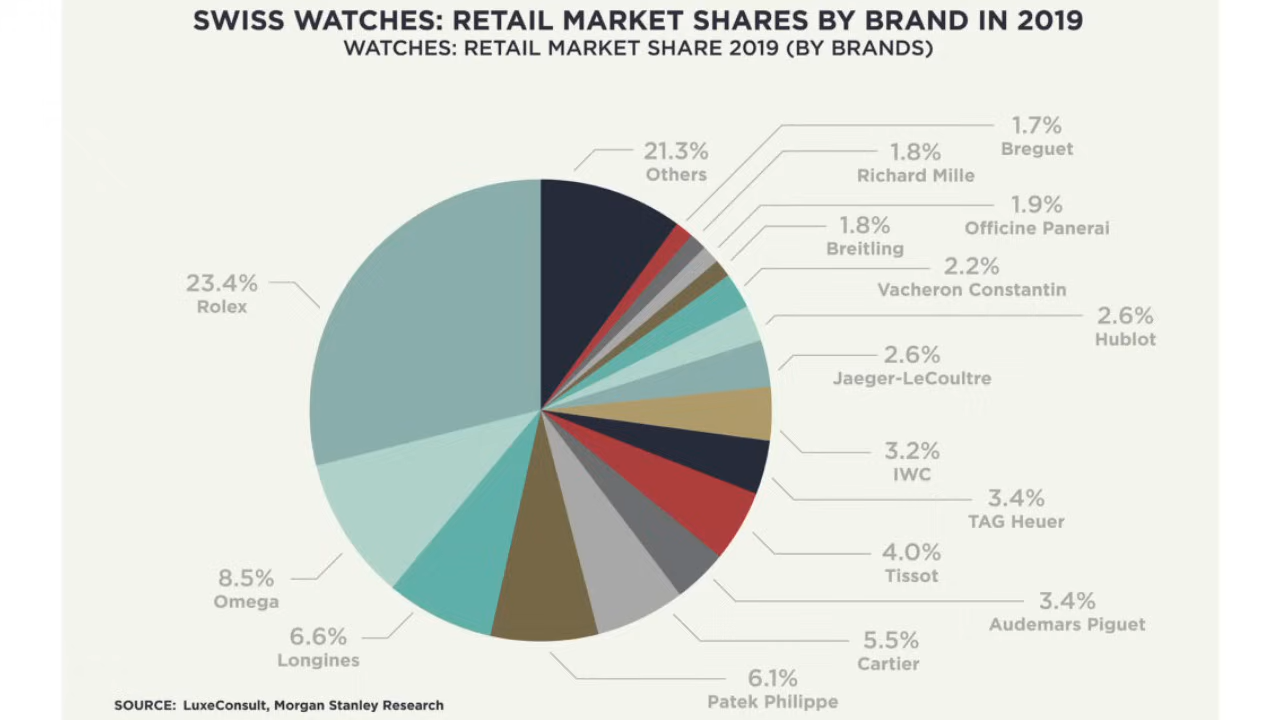 SWISS WATCHES: RETAIL MARKET SHARES BY BRAND IN 2019
WATCHES: RETAIL MARKET SHARE 2019 (BY BRANDS)
21.3%
Others
1.7%
Breguet
1.8%
Richard Mille
1.9%
Officine Panerai
1.8%
Breitling
2.2%
Vacheron Constantin
2.6%
Hublot
2.6%
Jaeger-LeCoultre
3.2%
IWC
3.4%
TAG Heuer
4.0%
Tissot
3.4%
Audemars Piguet
5.5%
Cartier
6.1%
Patek Philippe
6.6%
Longines
8.5%
Omega
23.4%
Rolex
SOURCE: LuxeConsult, Morgan Stanley Research